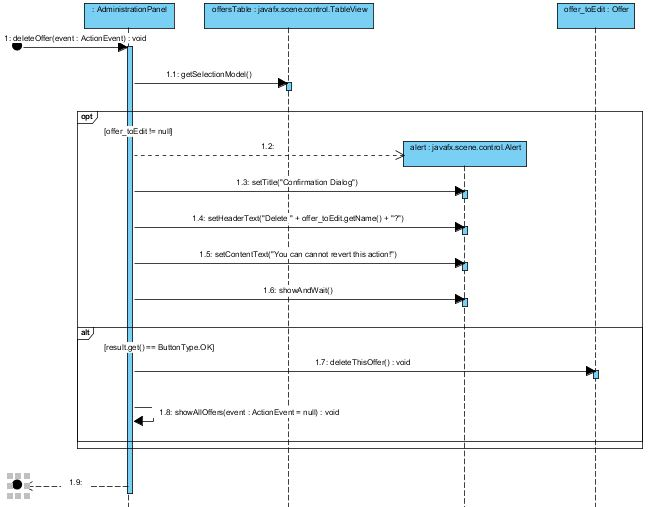 : AdministrationPanel
offersTable : javafx.scene.control.TableView
offer_toEdit : Offer
1: deleteOffer(event : ActionEvent) : void
1.1: getSelectionModel()
opt
[offer_toEdit != null]
1.2:
alert : javafx.scene.control.Alert
1.3: setTitle("Confirmation Dialog")
1.4: setHeaderText("Delete " + offer_toEdit.getName() + "?")
1.5: setContentText("You can cannot revert this action!")
1.6: showAndWait()
alt
[result.get() == ButtonType.OK]
1.7: deleteThisOffer() : void
1.8: showAllOffers(event : ActionEvent = null) : void
1.9: